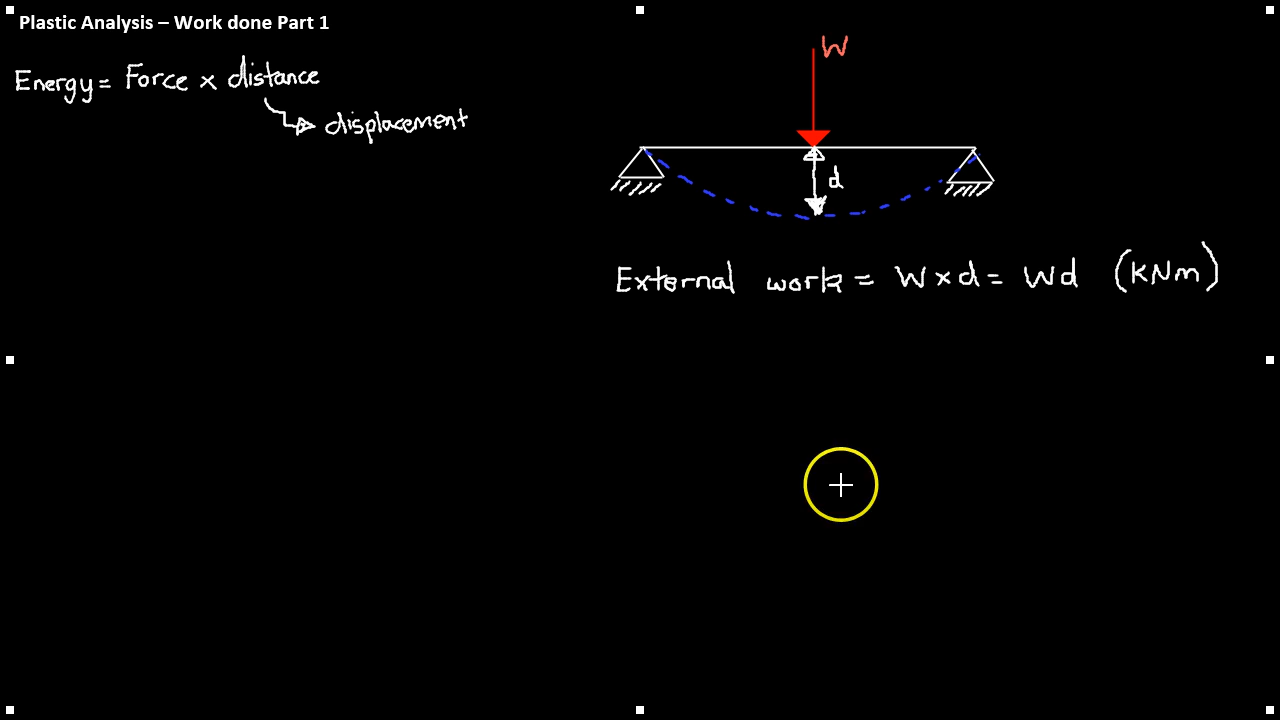 Plastic Analysis – Work done Part 1
Energy = Force × distance
displacement
W
d
External work = W × d = Wd (kNm)